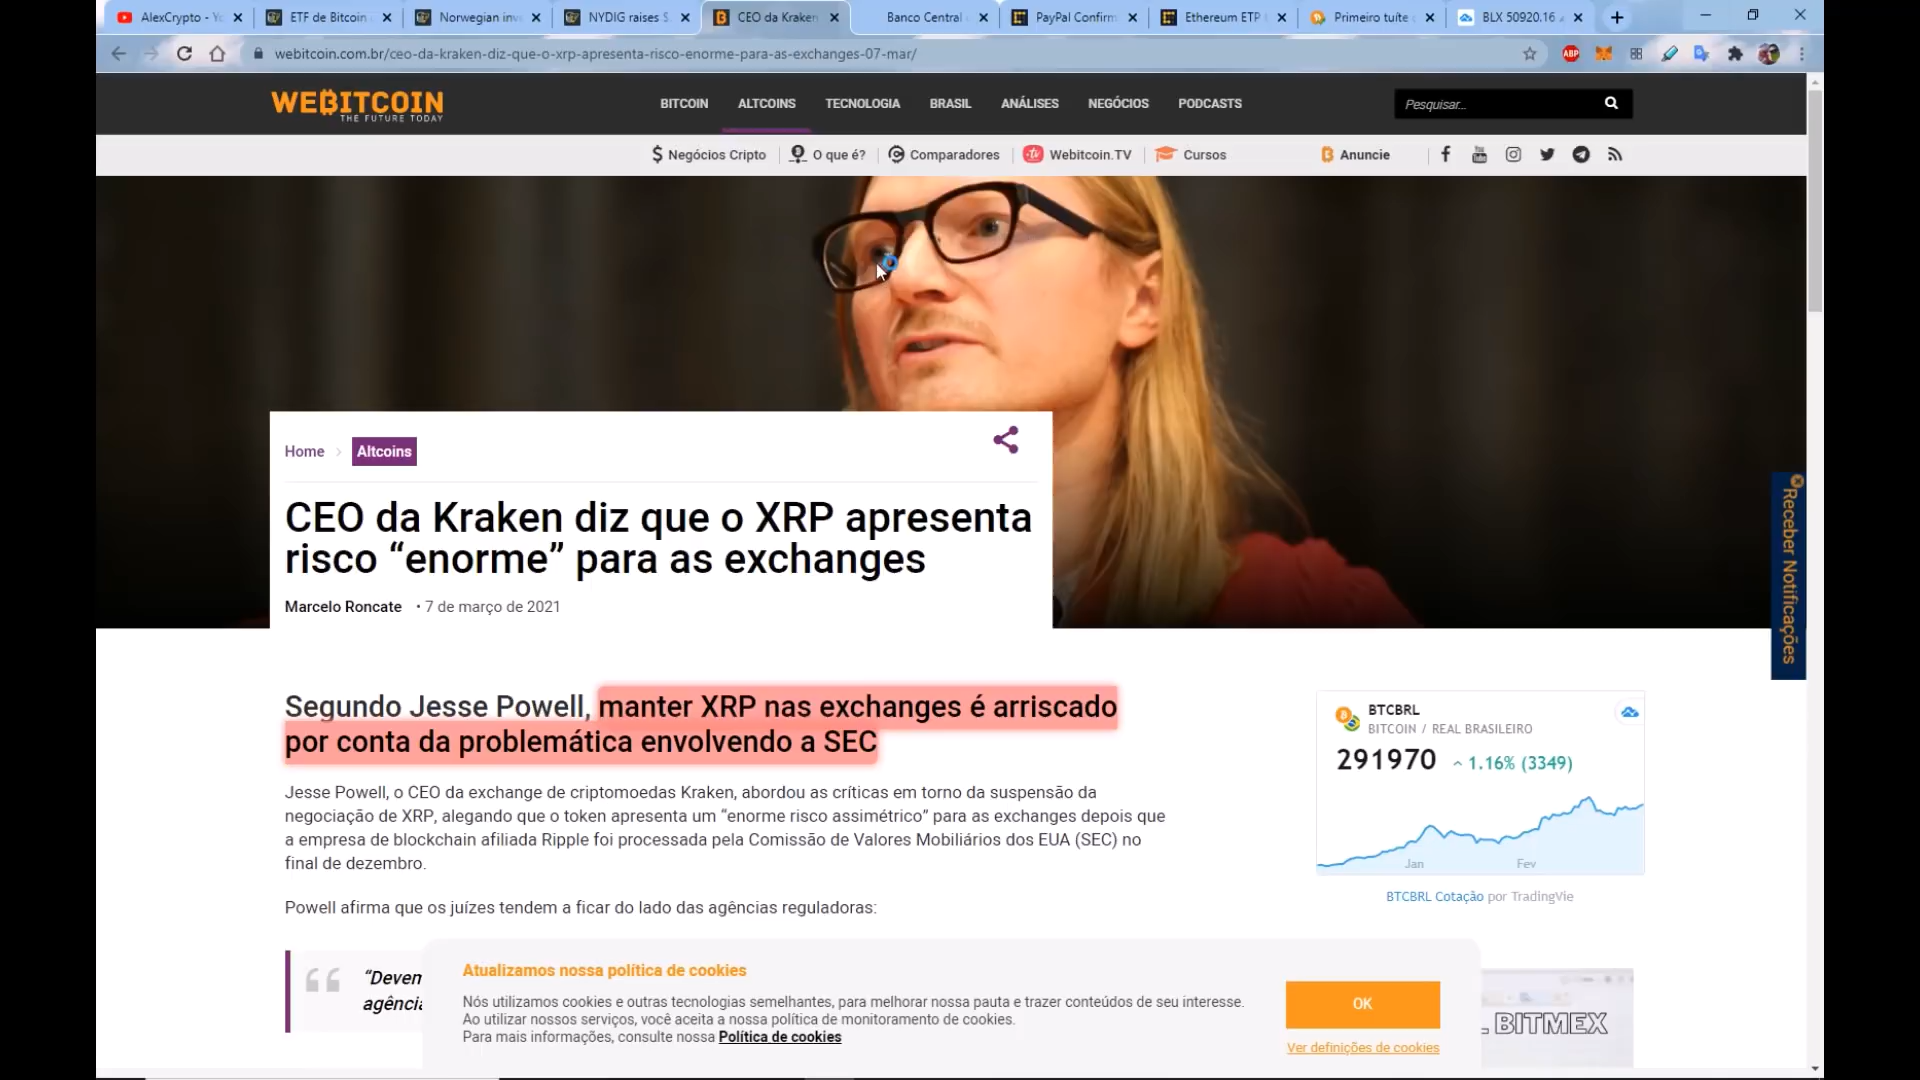 AlexCrypto - Yo
ETF de Bitcoin
Norwegian inv
NYDIG raises $
CEO da Kraken
Banco Central
PayPal Confirm
Ethereum ETP
Primeiro tuíte
BLX 50920.16
webitcoin.com.br/ceo-da-kraken-diz-que-o-xrp-apresenta-risco-enorme-para-as-exchanges-07-mar/
ABP
WEBITCOIN
THE FUTURE TODAY
BITCOIN ALTCOINS TECNOLOGIA BRASIL ANÁLISES NEGÓCIOS PODCASTS
Pesquisar...
Negócios Cripto O que é? Comparadores Webitcoin.TV Cursos Anuncie
Home > Altcoins
CEO da Kraken diz que o XRP apresenta
risco “enorme” para as exchanges
Marcelo Roncate • 7 de março de 2021
Receber Notificações
Segundo Jesse Powell, manter XRP nas exchanges é arriscado
por conta da problemática envolvendo a SEC
Jesse Powell, o CEO da exchange de criptomoedas Kraken, abordou as críticas em torno da suspensão da
negociação de XRP, alegando que o token apresenta um “enorme risco assimétrico” para as exchanges depois que
a empresa de blockchain afiliada Ripple foi processada pela Comissão de Valores Mobiliários dos EUA (SEC) no
final de dezembro.
Powell afirma que os juízes tendem a ficar do lado das agências reguladoras:
“Deven
agência
BTCBRL
BITCOIN / REAL BRASILEIRO
291970 1.16% (3349)
Jan Fev
BTCBRL Cotação por TradingVie
Atualizamos nossa política de cookies
Nós utilizamos cookies e outras tecnologias semelhantes, para melhorar nossa pauta e trazer conteúdos de seu interesse.
Ao utilizar nossos serviços, você aceita a nossa política de monitoramento de cookies.
Para mais informações, consulte nossa Política de cookies
OK
Ver definições de cookies
BITMEX